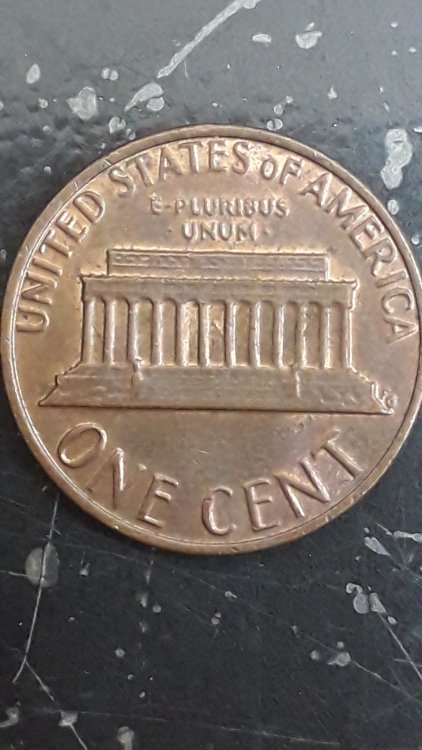 UNITED STATES oF AMERICA
E-PLURIBUS
· UNUM ·
ONE CENT